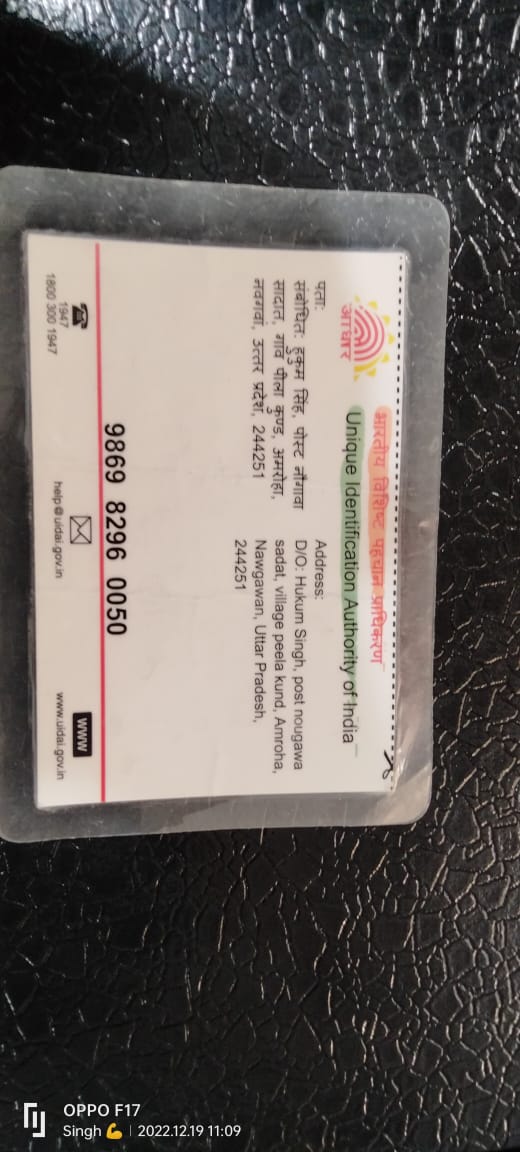 भारतीय विशिष्ट पहचान प्राधिकरण
Unique Identification Authority of India
आधार
पता:
संबोधित: हुकुम सिंह, पोस्ट नौगावा
सादात, गांव पीला कुण्ड, अमरोहा,
नवगवां, उत्तर प्रदेश, 244251
Address:
D/O: Hukum Singh, post nougawa
sadat, village peela kund, Amroha,
Nawgawan, Uttar Pradesh,
244251
9869 8296 0050
1947
1800 300 1947
help@uidai.gov.in
www
www.uidai.gov.in
OPPO F17
Singh 💪 | 2022.12.19 11:09